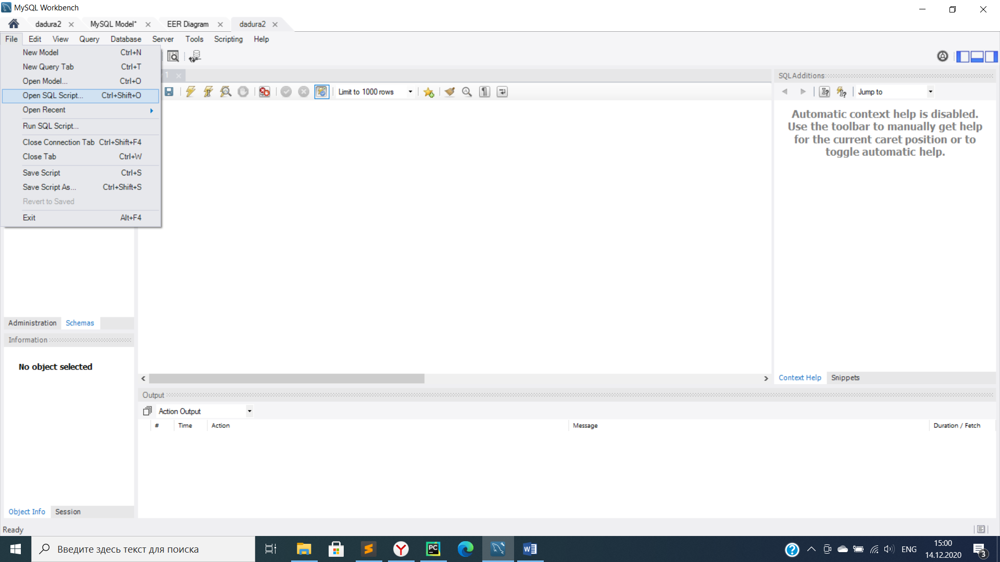 MySQL Workbench
dadura2
MySQL Model*
EER Diagram
dadura2
File Edit View Query Database Server Tools Scripting Help
New Model Ctrl+N
New Query Tab Ctrl+T
Open Model... Ctrl+O
Open SQL Script... Ctrl+Shift+O
Open Recent
Run SQL Script...
Close Connection Tab Ctrl+Shift+F4
Close Tab Ctrl+W
Save Script Ctrl+S
Save Script As... Ctrl+Shift+S
Revert to Saved
Exit Alt+F4
1
Limit to 1000 rows
SQLAdditions
Jump to
Automatic context help is disabled.
Use the toolbar to manually get help
for the current caret position or to
toggle automatic help.
Administration Schemas
Information
No object selected
Context Help Snippets
Output
Action Output
# Time Action Message Duration / Fetch
Object Info Session
Ready
Введите здесь текст для поиска
ENG
15:00
14.12.2020
3